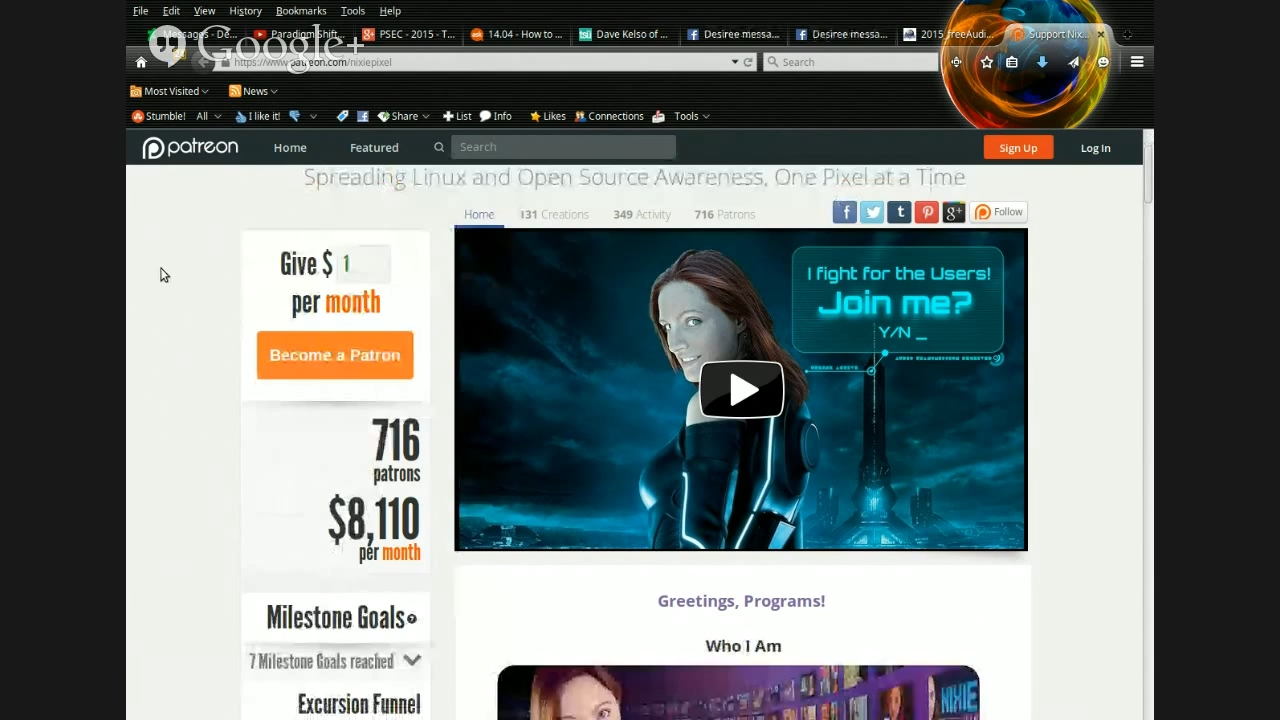 File Edit View History Bookmarks Tools Help
Google+
Messages - De... Paradigm Shift... PSEC - 2015 - T... 14.04 - How to ... Dave Kelso of ... Desiree messa... Desiree messa... 2015_freeAudi... Support Nix...
https://www.patreon.com/nixiepixel Search
Most Visited News
Stumble! All I like it! Share List Info Likes Connections Tools
patreon Home Featured Search Sign Up Log In
Spreading Linux and Open Source Awareness, One Pixel at a Time
Home 131 Creations 349 Activity 716 Patrons f t g+ Follow
Give $ 1
per month
Become a Patron
I fight for the Users!
Join me?
Y/N _
716
patrons
$8,110
per month
Greetings, Programs!
Milestone Goals
Who I Am
7 Milestone Goals reached
Excursion Funnel
NIXIE